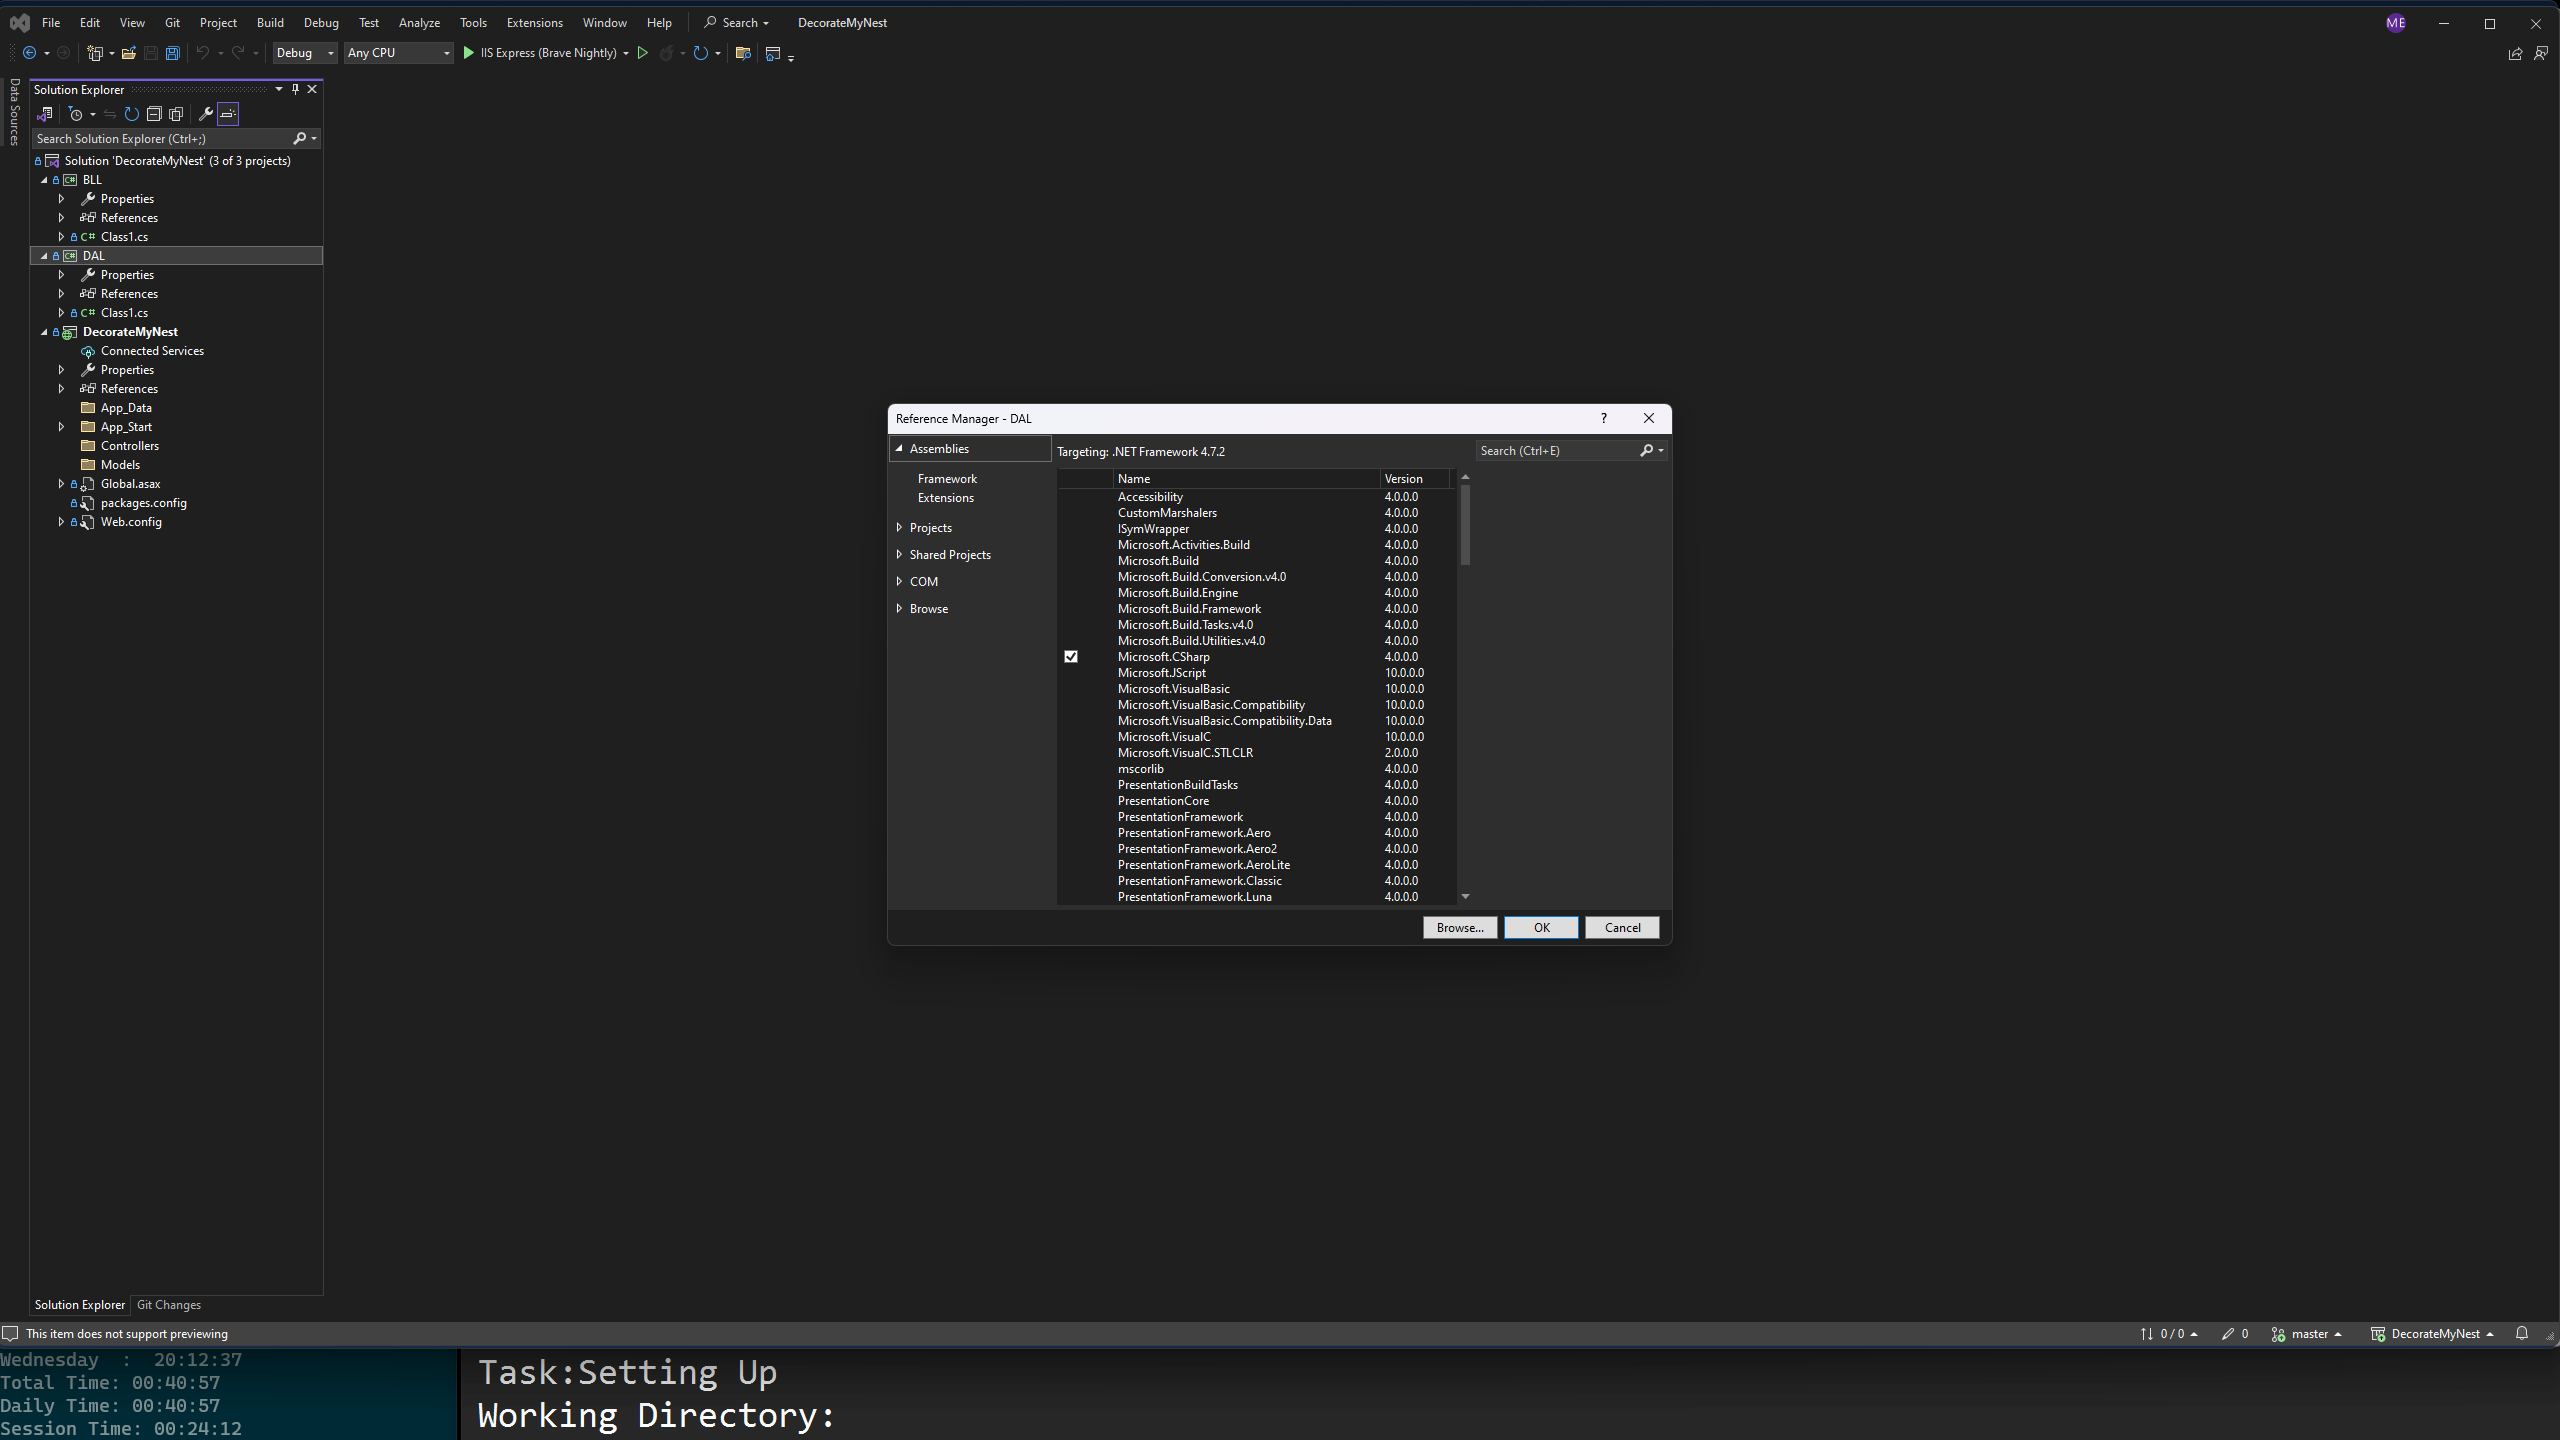 File Edit View Git Project Build Debug Test Analyze Tools Extensions Window Help Search DecorateMyNest ME
Debug Any CPU IIS Express (Brave Nightly)
Data Sources
Solution Explorer
Search Solution Explorer (Ctrl+;)
Solution 'DecorateMyNest' (3 of 3 projects)
C# BLL
Properties
References
C# Class1.cs
C# DAL
Properties
References
C# Class1.cs
DecorateMyNest
Connected Services
Properties
References
App_Data
App_Start
Controllers
Models
Global.asax
packages.config
Web.config
Solution Explorer Git Changes
Reference Manager - DAL ?
Assemblies
Framework
Extensions
Projects
Shared Projects
COM
Browse
Targeting: .NET Framework 4.7.2
Search (Ctrl+E)
Name Version
Accessibility 4.0.0.0
CustomMarshalers 4.0.0.0
ISymWrapper 4.0.0.0
Microsoft.Activities.Build 4.0.0.0
Microsoft.Build 4.0.0.0
Microsoft.Build.Conversion.v4.0 4.0.0.0
Microsoft.Build.Engine 4.0.0.0
Microsoft.Build.Framework 4.0.0.0
Microsoft.Build.Tasks.v4.0 4.0.0.0
Microsoft.Build.Utilities.v4.0 4.0.0.0
Microsoft.CSharp 4.0.0.0
Microsoft.JScript 10.0.0.0
Microsoft.VisualBasic 10.0.0.0
Microsoft.VisualBasic.Compatibility 10.0.0.0
Microsoft.VisualBasic.Compatibility.Data 10.0.0.0
Microsoft.VisualC 10.0.0.0
Microsoft.VisualC.STLCLR 2.0.0.0
mscorlib 4.0.0.0
PresentationBuildTasks 4.0.0.0
PresentationCore 4.0.0.0
PresentationFramework 4.0.0.0
PresentationFramework.Aero 4.0.0.0
PresentationFramework.Aero2 4.0.0.0
PresentationFramework.AeroLite 4.0.0.0
PresentationFramework.Classic 4.0.0.0
PresentationFramework.Luna 4.0.0.0
Browse... OK Cancel
This item does not support previewing 0 / 0 0 master DecorateMyNest
Wednesday : 20:12:37
Total Time: 00:40:57
Daily Time: 00:40:57
Session Time: 00:24:12
Task:Setting Up
Working Directory: